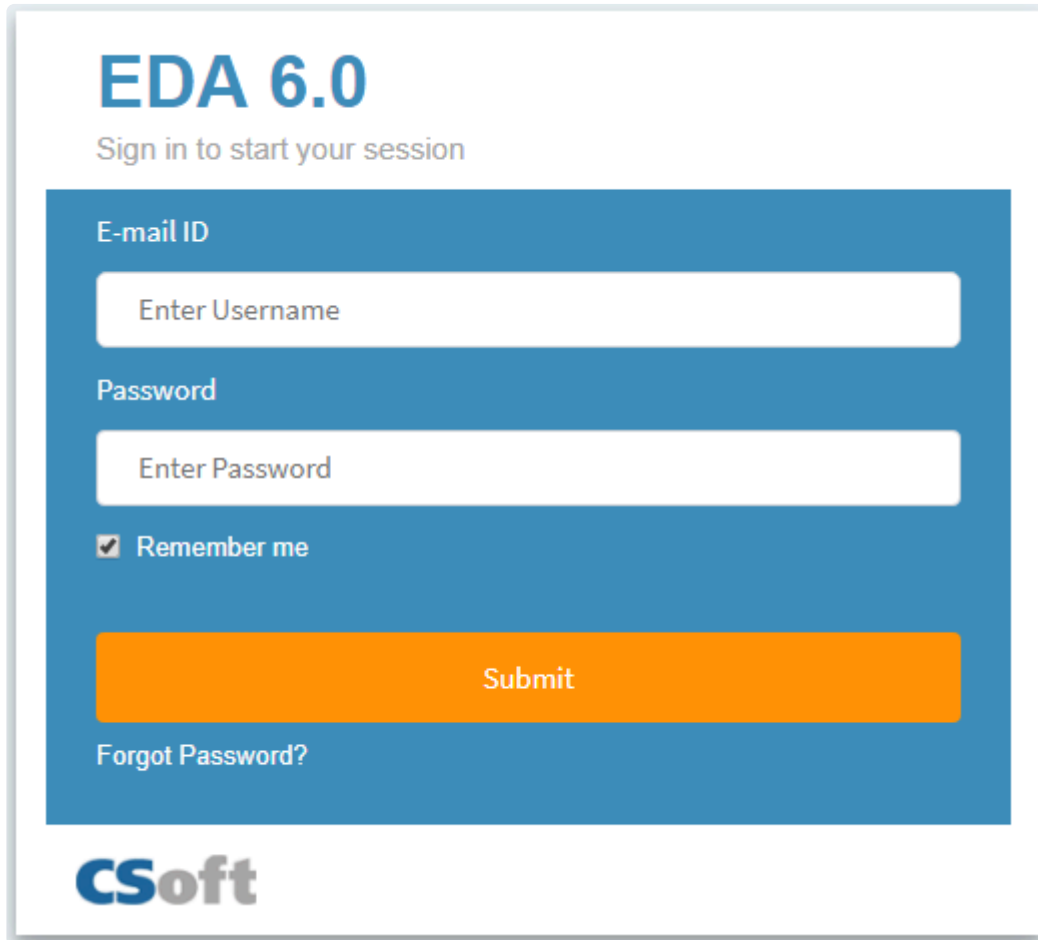 EDA 6.0
Sign in to start your session
E-mail ID
Enter Username
Password
Enter Password
Remember me
Submit
Forgot Password?
CSoft